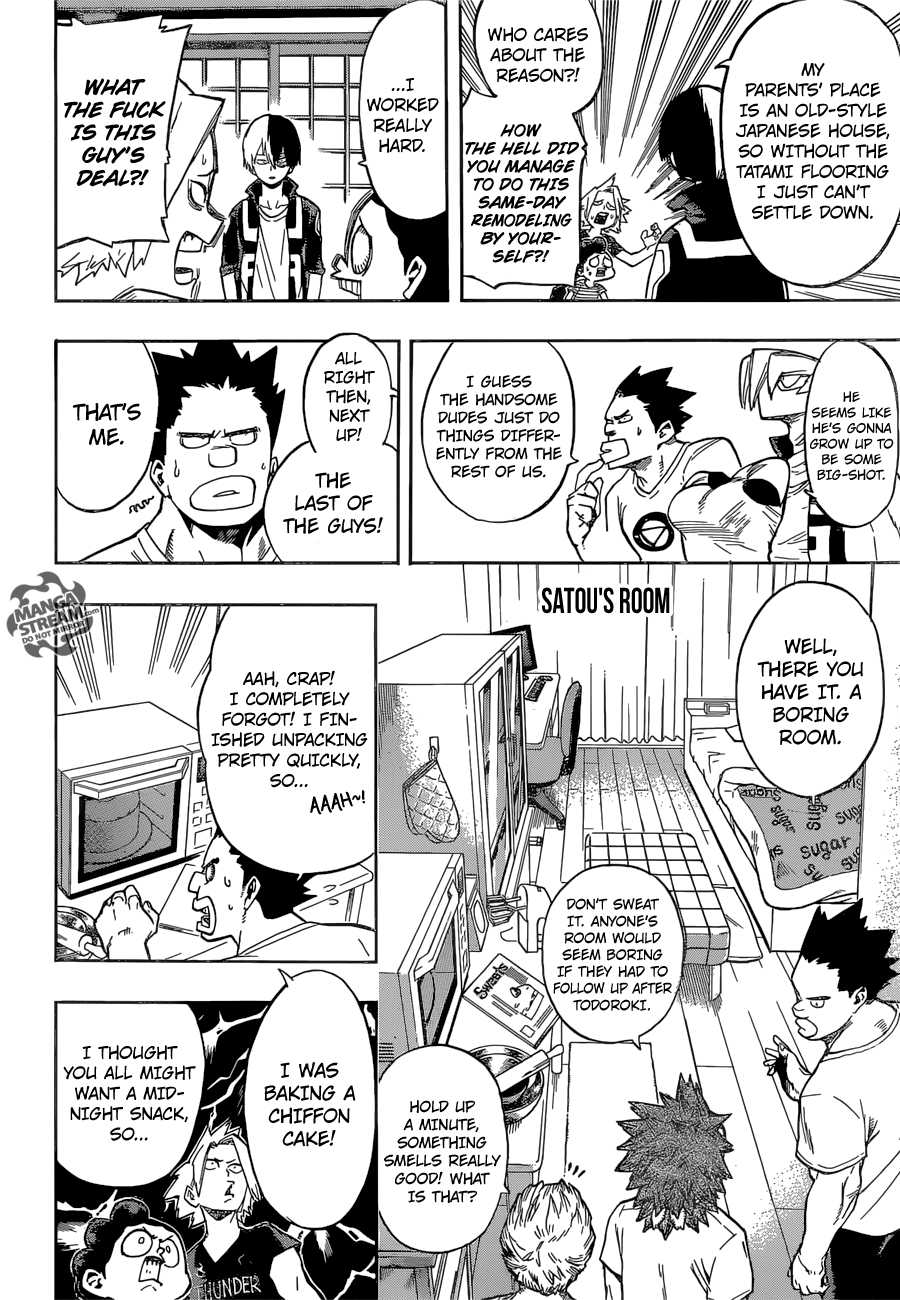 MY
PARENTS' PLACE
IS AN OLD-STYLE
JAPANESE HOUSE,
SO WITHOUT THE
TATAMI FLOORING
I JUST CAN'T
SETTLE DOWN.
WHO CARES
ABOUT THE
REASON?!
HOW
THE HELL DID
YOU MANAGE
TO DO THIS
SAME-DAY
REMODELING
BY YOUR-
SELF?!
...I
WORKED
REALLY
HARD.
WHAT
THE FUCK
IS THIS
GUY'S
DEAL?!
HE
SEEMS LIKE
HE'S GONNA
GROW UP TO
BE SOME
BIG-SHOT.
I GUESS
THE HANDSOME
DUDES JUST DO
THINGS DIFFER-
ENTLY FROM THE
REST OF US.
ALL
RIGHT
THEN,
NEXT
UP!
THE
LAST OF
THE GUYS!
THAT'S
ME.
SATOU'S ROOM
WELL,
THERE YOU
HAVE IT. A
BORING
ROOM.
sugar
sugar
sugar
Sweets
DON'T SWEAT
IT. ANYONE'S
ROOM WOULD
SEEM BORING
IF THEY HAD TO
FOLLOW UP AFTER
TODOROKI.
HOLD UP
A MINUTE,
SOMETHING
SMELLS REALLY
GOOD! WHAT
IS THAT?
AAH, CRAP!
I COMPLETELY
FORGOT! I FIN-
ISHED UNPACKING
PRETTY QUICKLY,
SO...
AAAH~!
MANGA
STREAM.com
DO NOT MIRROR!
I WAS
BAKING A
CHIFFON
CAKE!
I THOUGHT
YOU ALL MIGHT
WANT A MID-
NIGHT SNACK,
SO...
THUNDER